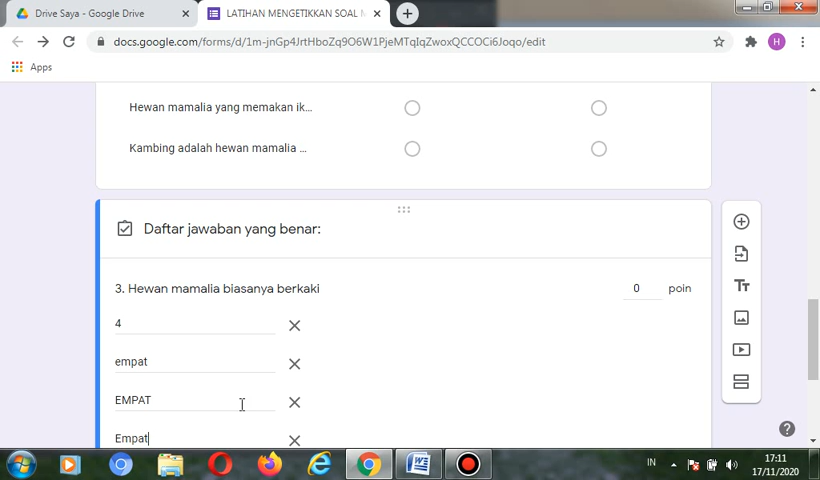 Drive Saya - Google Drive
LATIHAN MENGETIKKAN SOAL M
docs.google.com/forms/d/1m-jnGp4JrtHboZq9O6W1PjeMTqIqZwoxQCCOCi6Joqo/edit
H
Apps
Hewan mamalia yang memakan ik...
Kambing adalah hewan mamalia ...
Daftar jawaban yang benar:
3. Hewan mamalia biasanya berkaki
0 poin
4
empat
EMPAT
Empat
Tт
IN
17:11
17/11/2020